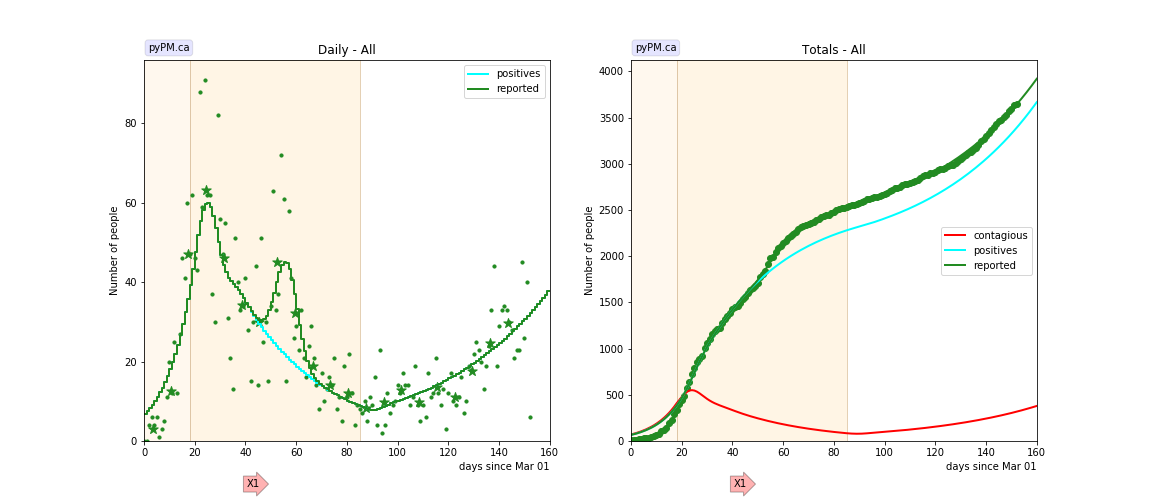 pyPM.ca
Daily - All
positives
reported
Number of people
80
60
40
20
0
0 20 40 60 80 100 120 140 160
days since Mar 01
X1
pyPM.ca
Totals - All
4000
3500
3000
2500
2000
1500
1000
500
0
Number of people
contagious
positives
reported
0 20 40 60 80 100 120 140 160
days since Mar 01
X1